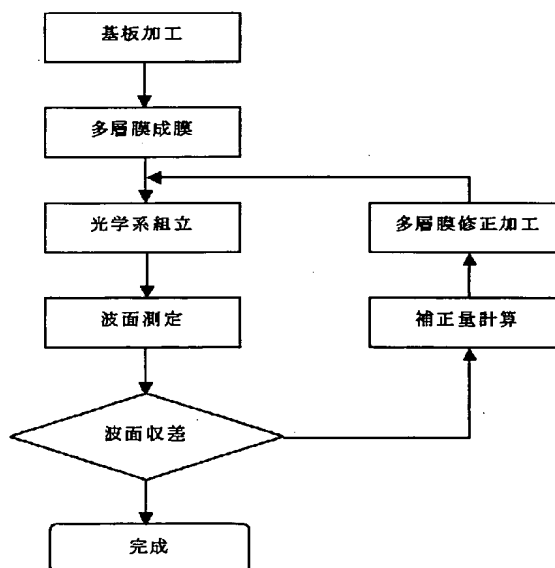 基板加工
多層膜成膜
光学系組立
多層膜修正加工
波面測定
補正量計算
波面収差
完成